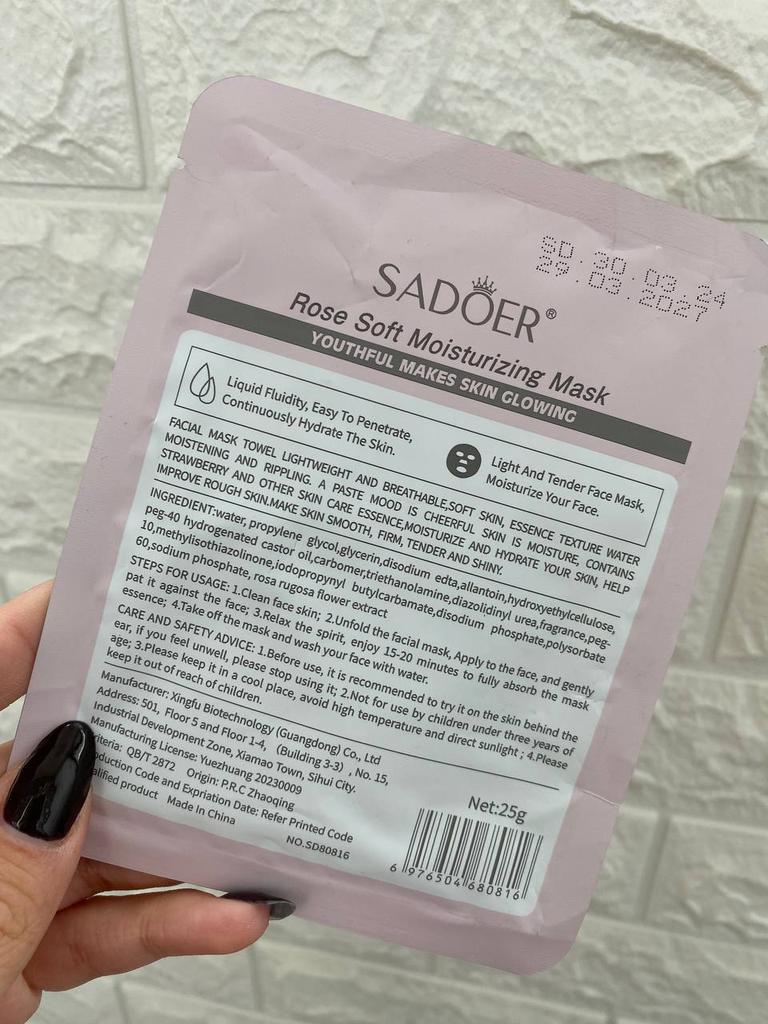 SD.30.03.24
29.03.2027
SADOER®
Rose Soft Moisturizing Mask
YOUTHFUL MAKES SKIN GLOWING
Liquid Fluidity, Easy To Penetrate,
Continuously Hydrate The Skin.
Light And Tender Face Mask,
Moisturize Your Face.
FACIAL MASK TOWEL LIGHTWEIGHT AND BREATHABLE,SOFT SKIN, ESSENCE TEXTURE WATER
MOISTENING AND RIPPLING. A PASTE MOOD IS CHEERFUL SKIN IS MOISTURE, CONTAINS
STRAWBERRY AND OTHER SKIN CARE ESSENCE,MOISTURIZE AND HYDRATE YOUR SKIN, HELP
IMPROVE ROUGH SKIN.MAKE SKIN SMOOTH, FIRM, TENDER AND SHINY.
INGREDIENT:water, propylene glycol,glycerin,disodium edta,allantoin,hydroxyethylcellulose,
peg-40 hydrogenated castor oil,carbomer,triethanolamine,diazolidinyl urea,fragrance,peg-
10,methylisothiazolinone,iodopropynyl butylcarbamate,disodium phosphate,polysorbate
60,sodium phosphate, rosa rugosa flower extract
STEPS FOR USAGE: 1.Clean face skin; 2.Unfold the facial mask, Apply to the face, and gently
pat it against the face; 3.Relax the spirit, enjoy 15-20 minutes to fully absorb the mask
essence; 4.Take off the mask and wash your face with water.
CARE AND SAFETY ADVICE: 1.Before use, it is recommended to try it on the skin behind the
ear, if you feel unwell, please stop using it; 2.Not for use by children under three years of
age; 3.Please keep it in a cool place, avoid high temperature and direct sunlight ; 4.Please
keep it out of reach of children.
Manufacturer: Xingfu Biotechnology (Guangdong) Co., Ltd
Address: 501, Floor 5 and Floor 1-4, (Building 3-3) , No. 15,
Industrial Development Zone, Xiamao Town, Sihui City.
Manufacturing License: Yuezhuang 20230009
riteria: QB/T 2872 Origin: P.R.C Zhaoqing
oduction Code and Expriation Date: Refer Printed Code
alified product Made In China
NO.SD80816
Net:25g
6 976504 680816